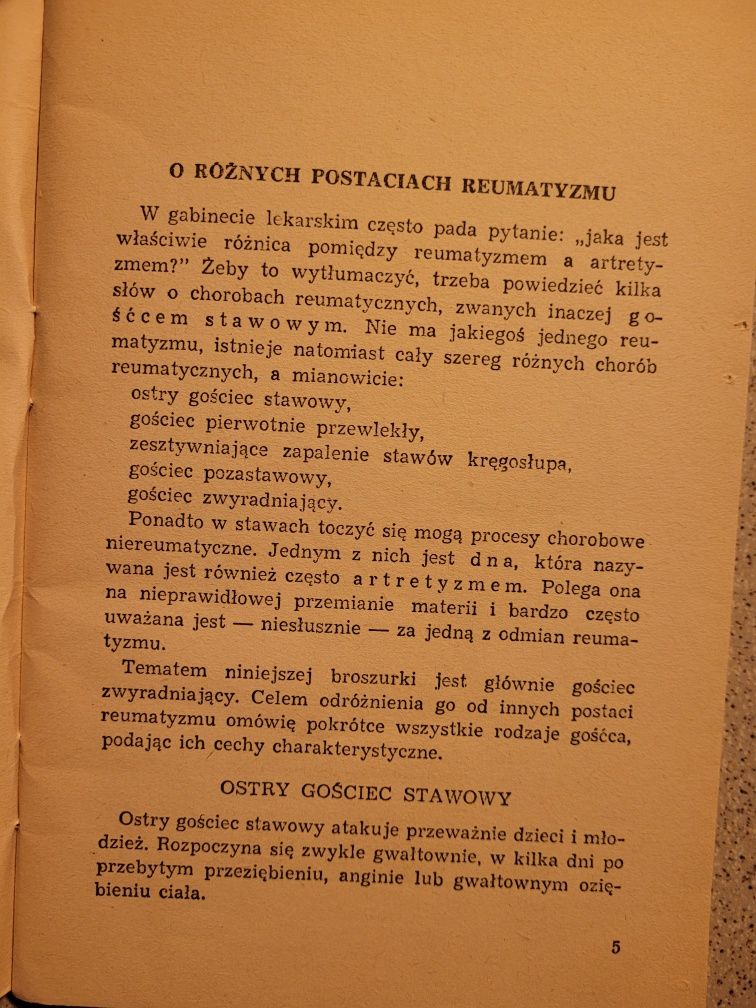 O RÓŻNYCH POSTACIACH REUMATYZMU
W gabinecie lekarskim często pada pytanie: „jaka jest
właściwie różnica pomiędzy reumatyzmem a artrety-
zmem?” Żeby to wytłumaczyć, trzeba powiedzieć kilka
słów o chorobach reumatycznych, zwanych inaczej go-
śćcem stawowym. Nie ma jakiegoś jednego reu-
matyzmu, istnieje natomiast cały szereg różnych chorób
reumatycznych, a mianowicie:
ostry gościec stawowy,
gościec pierwotnie przewlekły,
zesztywniające zapalenie stawów kręgosłupa,
gościec pozastawowy,
gościec zwyradniający.
Ponadto w stawach toczyć się mogą procesy chorobowe
niereumatyczne. Jednym z nich jest dna, która nazy-
wana jest również często artretyzmem. Polega ona
na nieprawidłowej przemianie materii i bardzo często
uważana jest — niesłusznie — za jedną z odmian reuma-
tyzmu.
Tematem niniejszej broszurki jest głównie gościec
zwyradniający. Celem odróżnienia go od innych postaci
reumatyzmu omówię pokrótce wszystkie rodzaje gośćca,
podając ich cechy charakterystyczne.
OSTRY GOŚCIEC STAWOWY
Ostry gościec stawowy atakuje przeważnie dzieci i mło-
dzież. Rozpoczyna się zwykle gwałtownie, w kilka dni po
przebytym przeziębieniu, anginie lub gwałtownym ozię-
bieniu ciała.
5